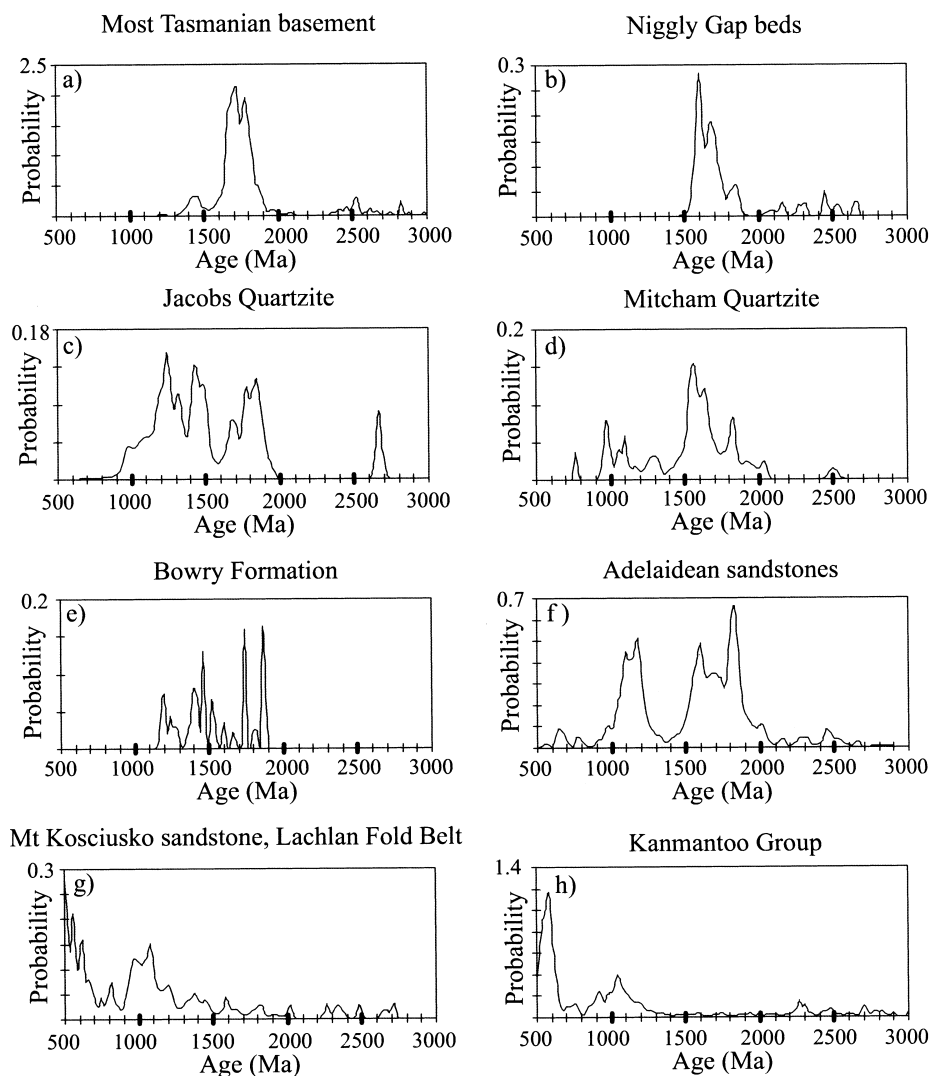 Most Tasmanian basement
2.5
a)
Probability
500 1000 1500 2000 2500 3000
Age (Ma)
Niggly Gap beds
0.3
b)
Probability
500 1000 1500 2000 2500 3000
Age (Ma)
Jacobs Quartzite
0.18
c)
Probability
500 1000 1500 2000 2500 3000
Age (Ma)
Mitcham Quartzite
0.2
d)
Probability
500 1000 1500 2000 2500 3000
Age (Ma)
Bowry Formation
0.2
e)
Probability
500 1000 1500 2000 2500 3000
Age (Ma)
Adelaidean sandstones
0.7
f)
Probability
500 1000 1500 2000 2500 3000
Age (Ma)
Mt Kosciusko sandstone, Lachlan Fold Belt
0.3
g)
Probability
500 1000 1500 2000 2500 3000
Age (Ma)
Kanmantoo Group
1.4
h)
Probability
500 1000 1500 2000 2500 3000
Age (Ma)